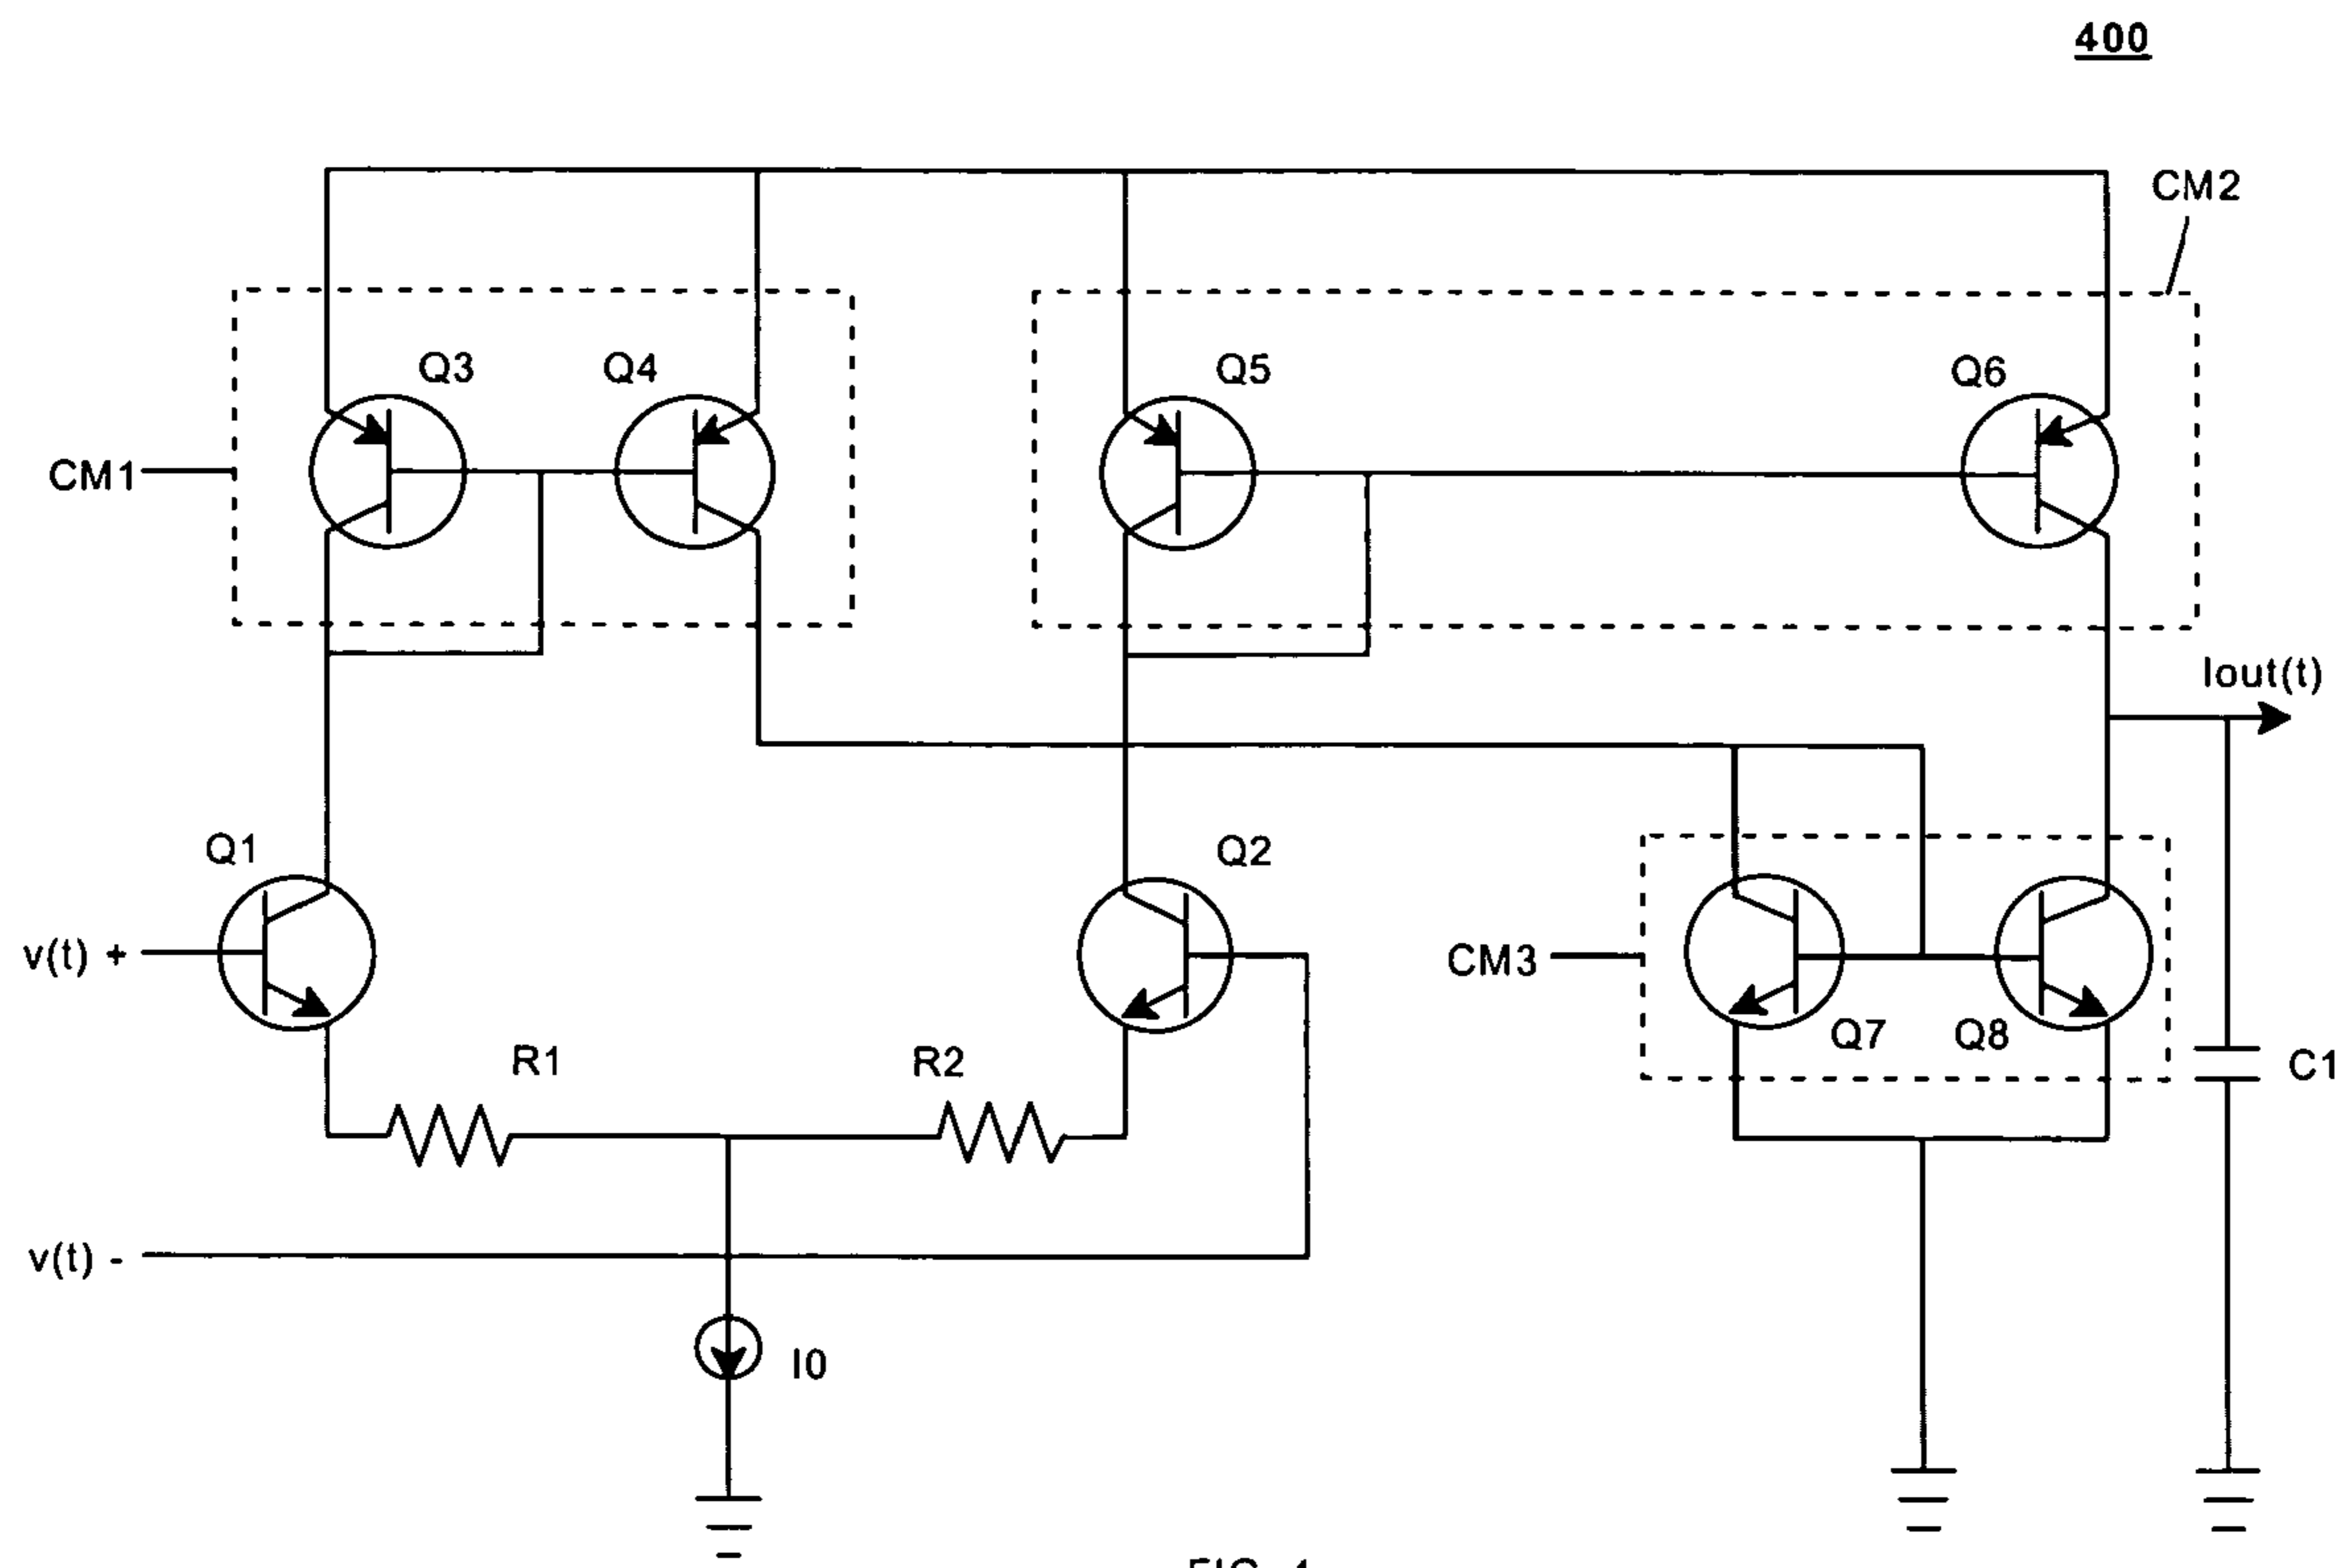 400
CM2
Q3
Q4
Q5
Q6
CM1
Iout(t)
Q1
Q2
v(t) +
CM3
Q7
Q8
R1
R2
C1
v(t) -
I0